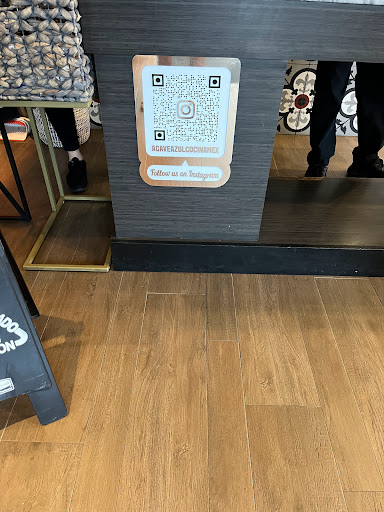 AGAVEAZULCOCINAMEX
Follow us on Instagram